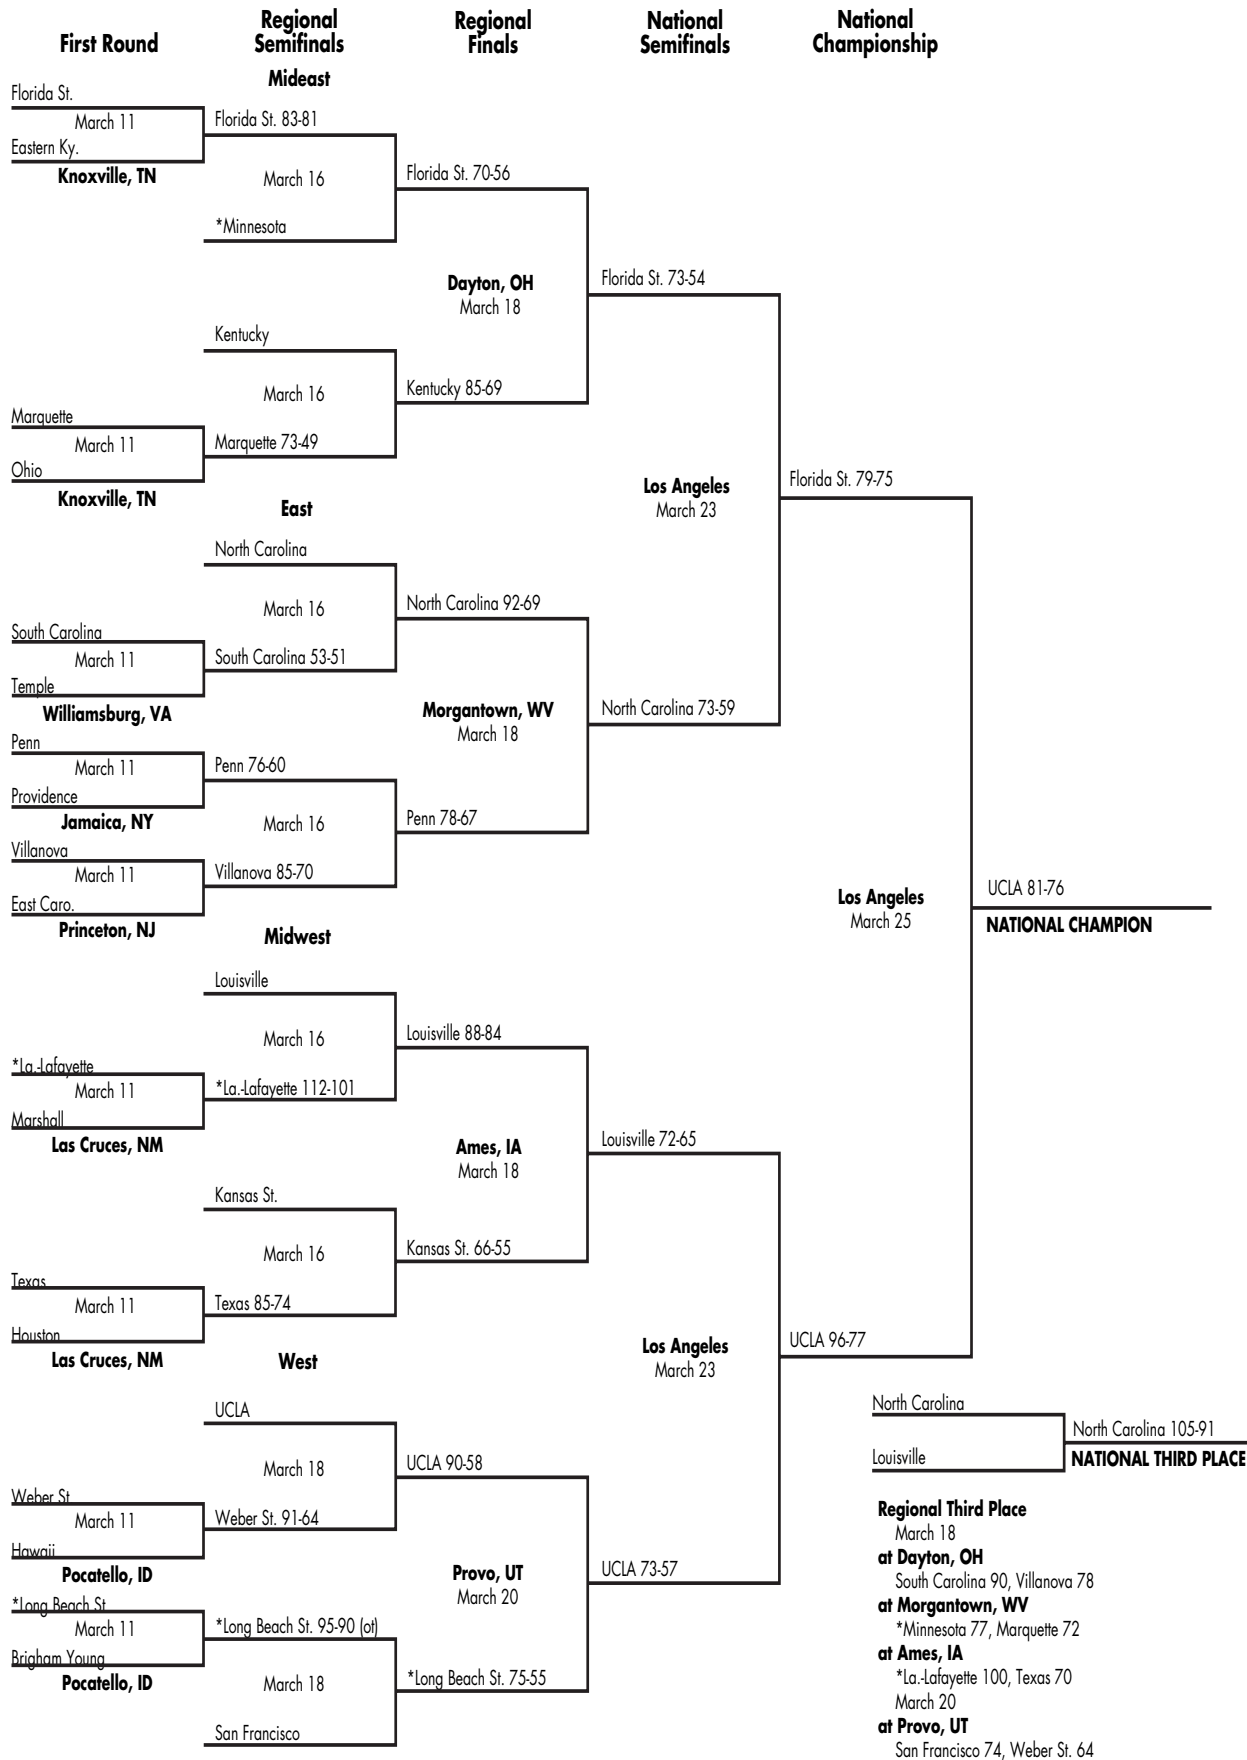 First Round
Regional
Semifinals
Regional
Finals
National
Semifinals
National
Championship
Mideast
Florida St.
March 11
Eastern Ky.
Knoxville, TN
Florida St. 83-81
March 16
*Minnesota
Florida St. 70-56
Dayton, OH
March 18
Florida St. 73-54
Kentucky
March 16
Kentucky 85-69
Marquette
March 11
Ohio
Knoxville, TN
Marquette 73-49
Los Angeles
March 23
Florida St. 79-75
East
North Carolina
March 16
North Carolina 92-69
South Carolina
March 11
Temple
Williamsburg, VA
South Carolina 53-51
Morgantown, WV
March 18
North Carolina 73-59
Penn
March 11
Providence
Jamaica, NY
Penn 76-60
March 16
Penn 78-67
Villanova
March 11
East Caro.
Princeton, NJ
Villanova 85-70
Los Angeles
March 25
UCLA 81-76
NATIONAL CHAMPION
Midwest
Louisville
March 16
Louisville 88-84
*La.-Lafayette
March 11
Marshall
Las Cruces, NM
*La.-Lafayette 112-101
Ames, IA
March 18
Louisville 72-65
Kansas St.
March 16
Kansas St. 66-55
Texas
March 11
Houston
Las Cruces, NM
Texas 85-74
Los Angeles
March 23
UCLA 96-77
West
UCLA
March 18
UCLA 90-58
Weber St
March 11
Hawaii
Pocatello, ID
Weber St. 91-64
Provo, UT
March 20
UCLA 73-57
*Long Beach St.
March 11
Brigham Young
Pocatello, ID
*Long Beach St. 95-90 (ot)
March 18
*Long Beach St. 75-55
San Francisco
North Carolina
Louisville
North Carolina 105-91
NATIONAL THIRD PLACE
Regional Third Place
March 18
at Dayton, OH
South Carolina 90, Villanova 78
at Morgantown, WV
*Minnesota 77, Marquette 72
at Ames, IA
*La.-Lafayette 100, Texas 70
March 20
at Provo, UT
San Francisco 74, Weber St. 64